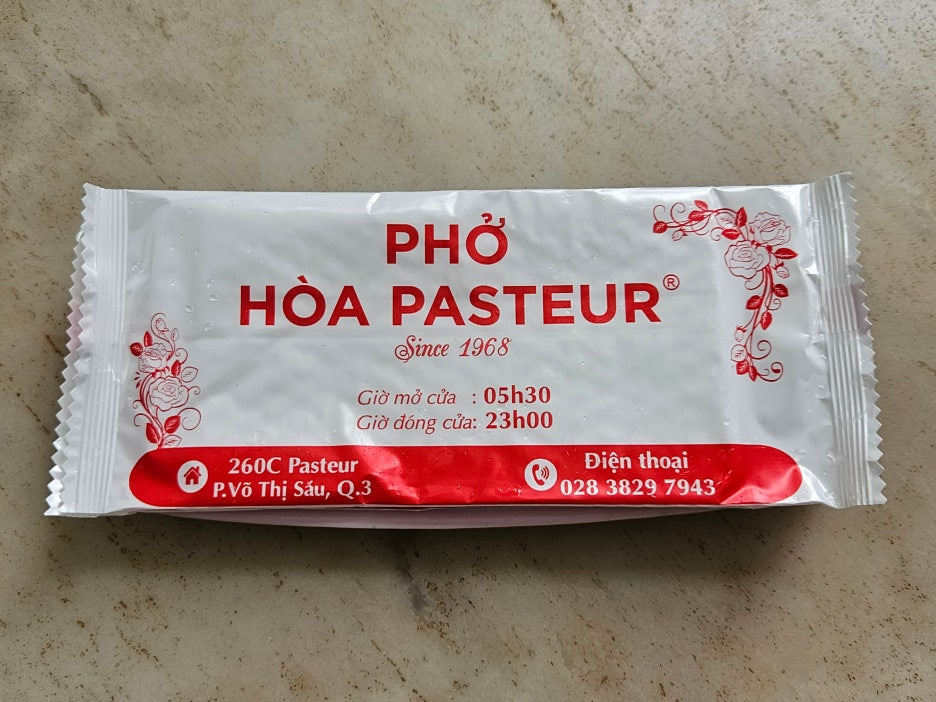 PHỞ
HÒA PASTEUR®
Since 1968
Giờ mở cửa : 05h30
Giờ đóng cửa: 23h00
260C Pasteur
P.Võ Thị Sáu, Q.3
Điện thoại
028 3829 7943